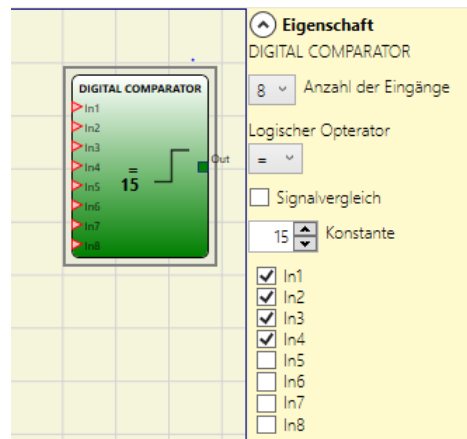 DIGITAL COMPARATOR
In1
In2
In3
In4
In5
In6
In7
In8
=
15
Out
Eigenschaft
DIGITAL COMPARATOR
8 Anzahl der Eingänge
Logischer Opterator
=
Signalvergleich
15 Konstante
In1
In2
In3
In4
In5
In6
In7
In8